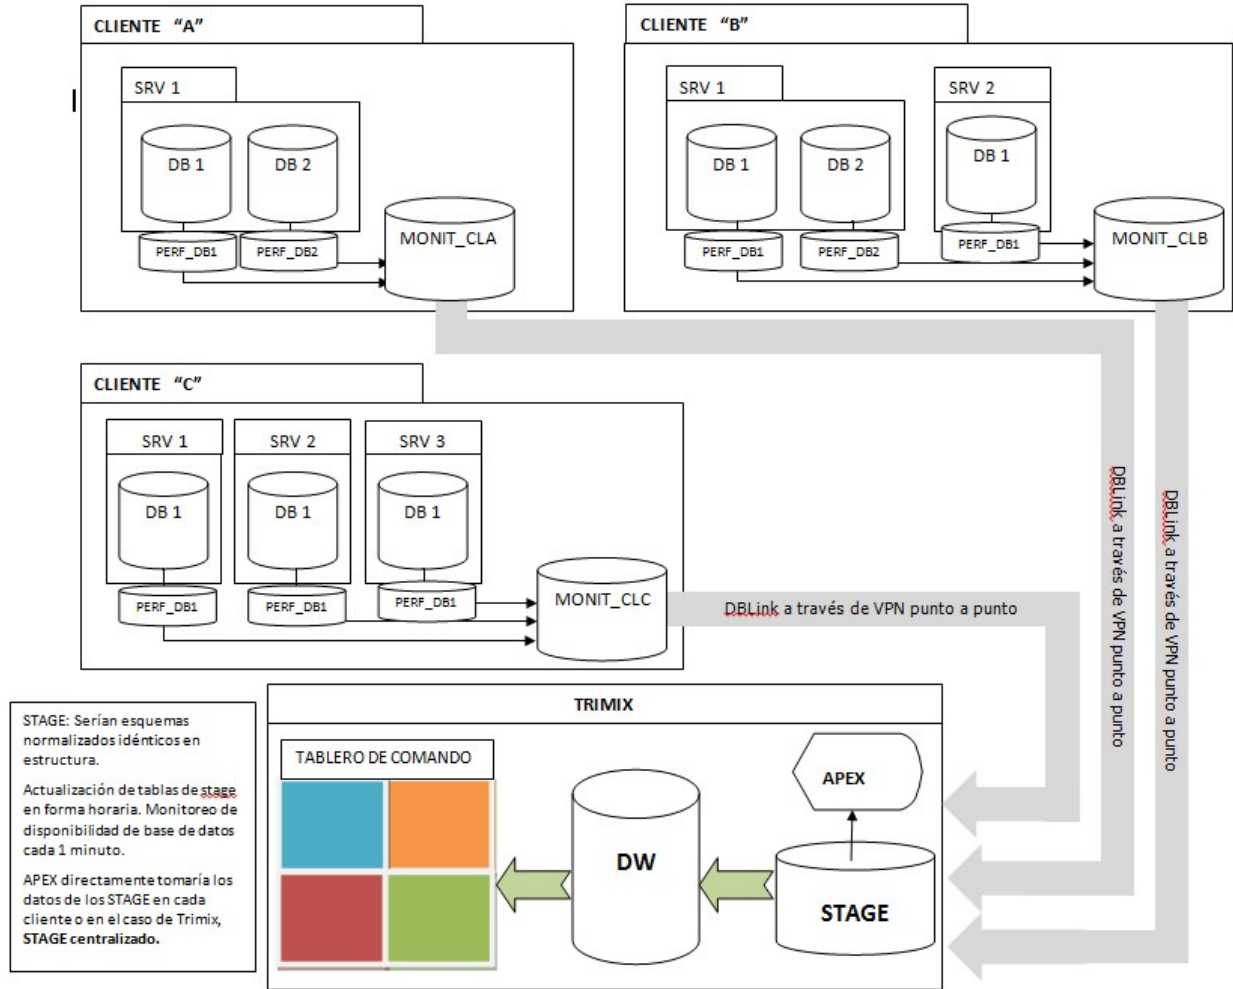 CLIENTE “A”
SRV 1
DB 1
DB 2
PERF_DB1
PERF_DB2
MONIT_CLA
CLIENTE “B”
SRV 1
SRV 2
DB 1
DB 2
DB 1
PERF_DB1
PERF_DB2
PERF_DB1
MONIT_CLB
CLIENTE “C”
SRV 1
SRV 2
SRV 3
DB 1
DB 1
DB 1
PERF_DB1
PERF_DB1
PERF_DB1
MONIT_CLC
DBLink a través de VPN punto a punto
DBLink a través de VPN punto a punto
DBLink a través de VPN punto a punto
STAGE: Serían esquemas
normalizados idénticos en
estructura.
Actualización de tablas de stage
en forma horaria. Monitoreo de
disponibilidad de base de datos
cada 1 minuto.
APEX directamente tomaría los
datos de los STAGE en cada
cliente o en el caso de Trimix,
STAGE centralizado.
TRIMIX
TABLERO DE COMANDO
DW
APEX
STAGE